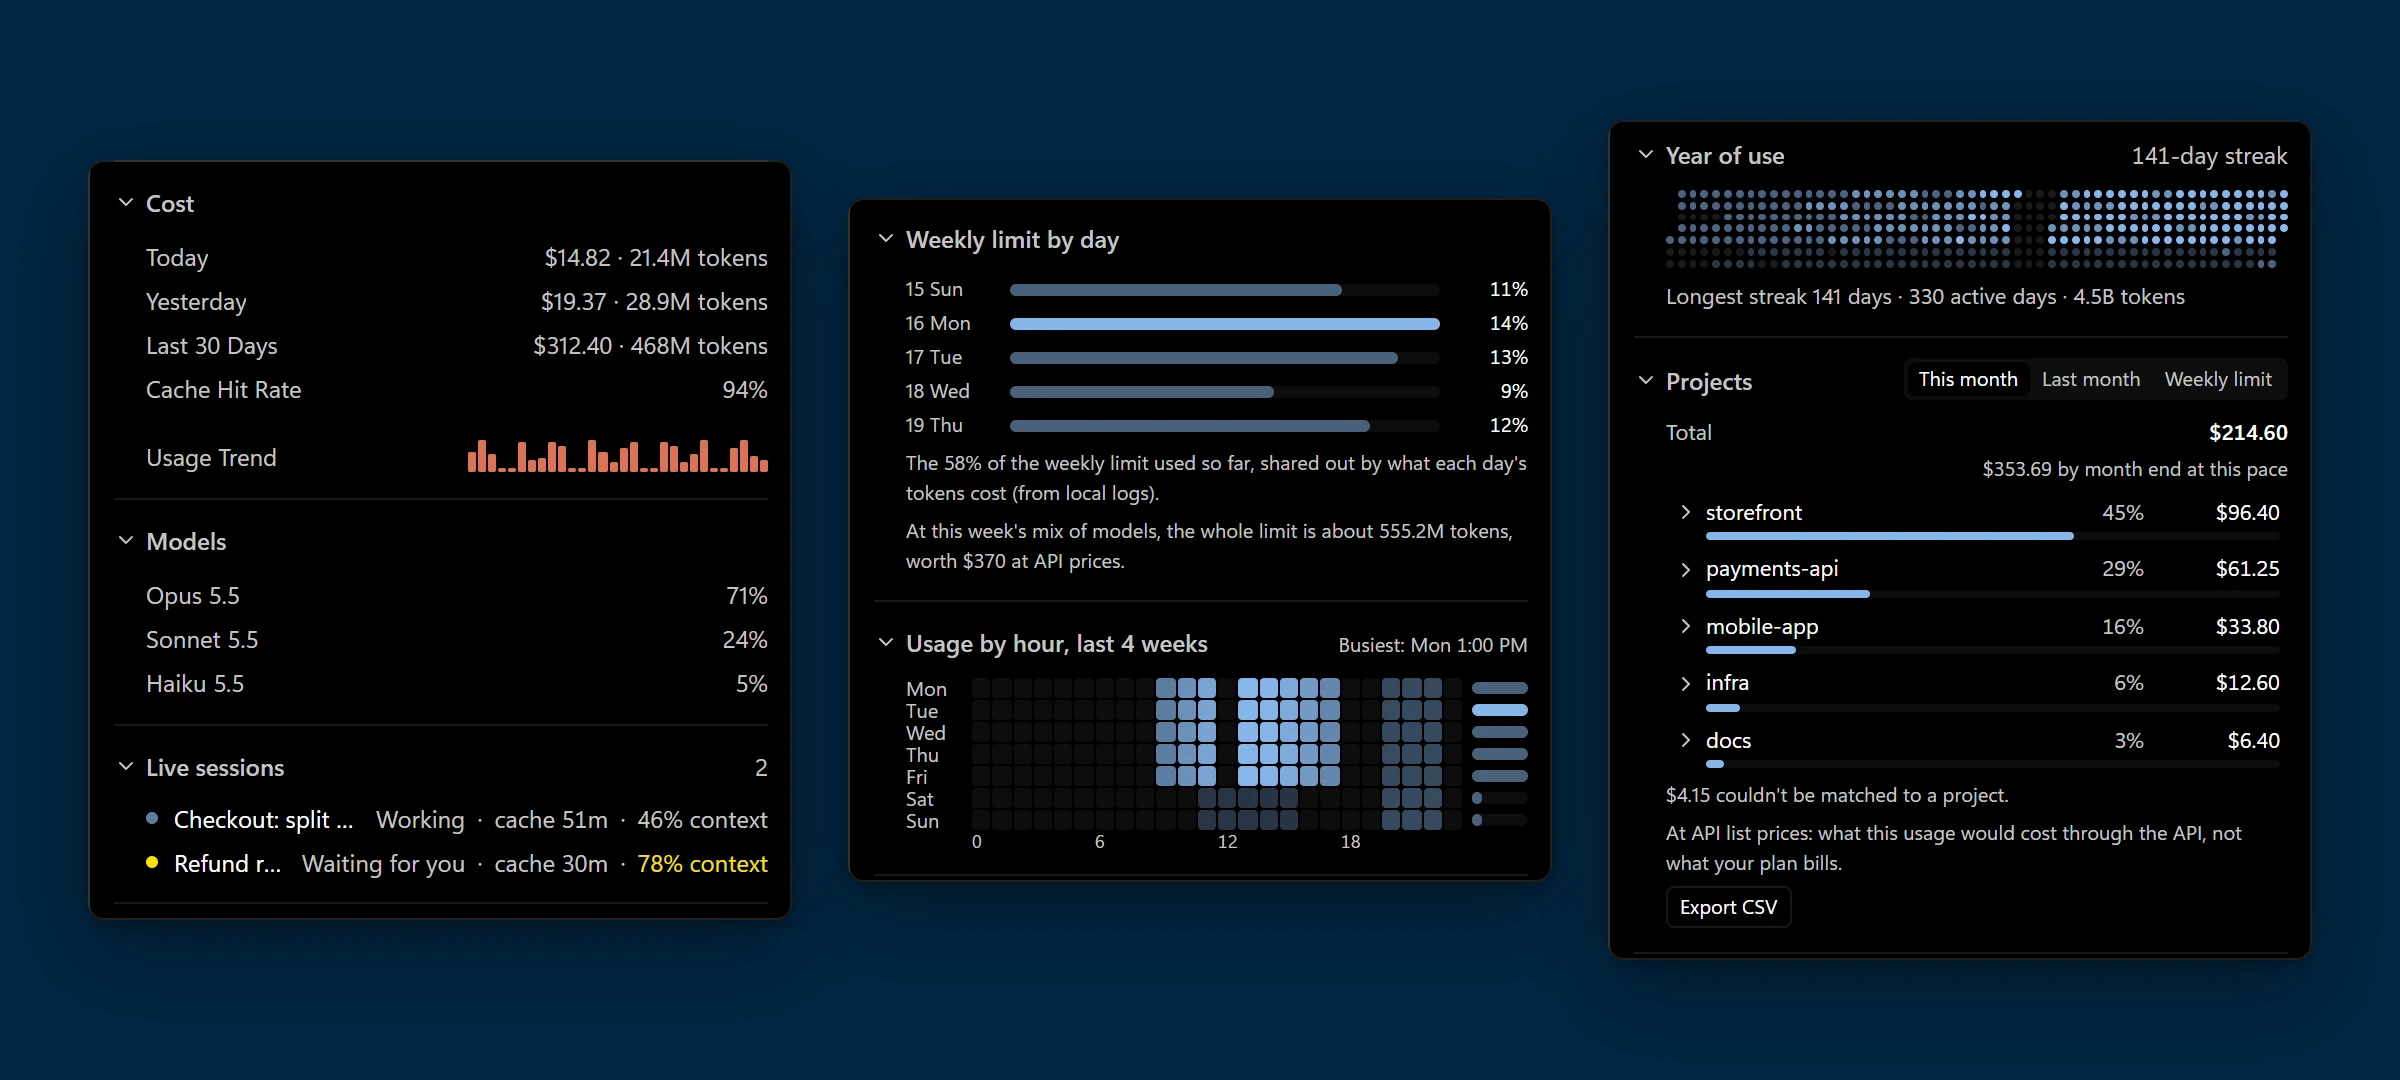 Cost
Today $14.82 · 21.4M tokens
Yesterday $19.37 · 28.9M tokens
Last 30 Days $312.40 · 468M tokens
Cache Hit Rate 94%
Usage Trend
Models
Opus 5.5 71%
Sonnet 5.5 24%
Haiku 5.5 5%
Live sessions 2
Checkout: split ... Working · cache 51m · 46% context
Refund r... Waiting for you · cache 30m · 78% context
Weekly limit by day
15 Sun 11%
16 Mon 14%
17 Tue 13%
18 Wed 9%
19 Thu 12%
The 58% of the weekly limit used so far, shared out by what each day's
tokens cost (from local logs).
At this week's mix of models, the whole limit is about 555.2M tokens,
worth $370 at API prices.
Usage by hour, last 4 weeks Busiest: Mon 1:00 PM
Mon
Tue
Wed
Thu
Fri
Sat
Sun
0 6 12 18
Year of use 141-day streak
Longest streak 141 days · 330 active days · 4.5B tokens
Projects This month Last month Weekly limit
Total $214.60
$353.69 by month end at this pace
storefront 45% $96.40
payments-api 29% $61.25
mobile-app 16% $33.80
infra 6% $12.60
docs 3% $6.40
$4.15 couldn't be matched to a project.
At API list prices: what this usage would cost through the API, not
what your plan bills.
Export CSV